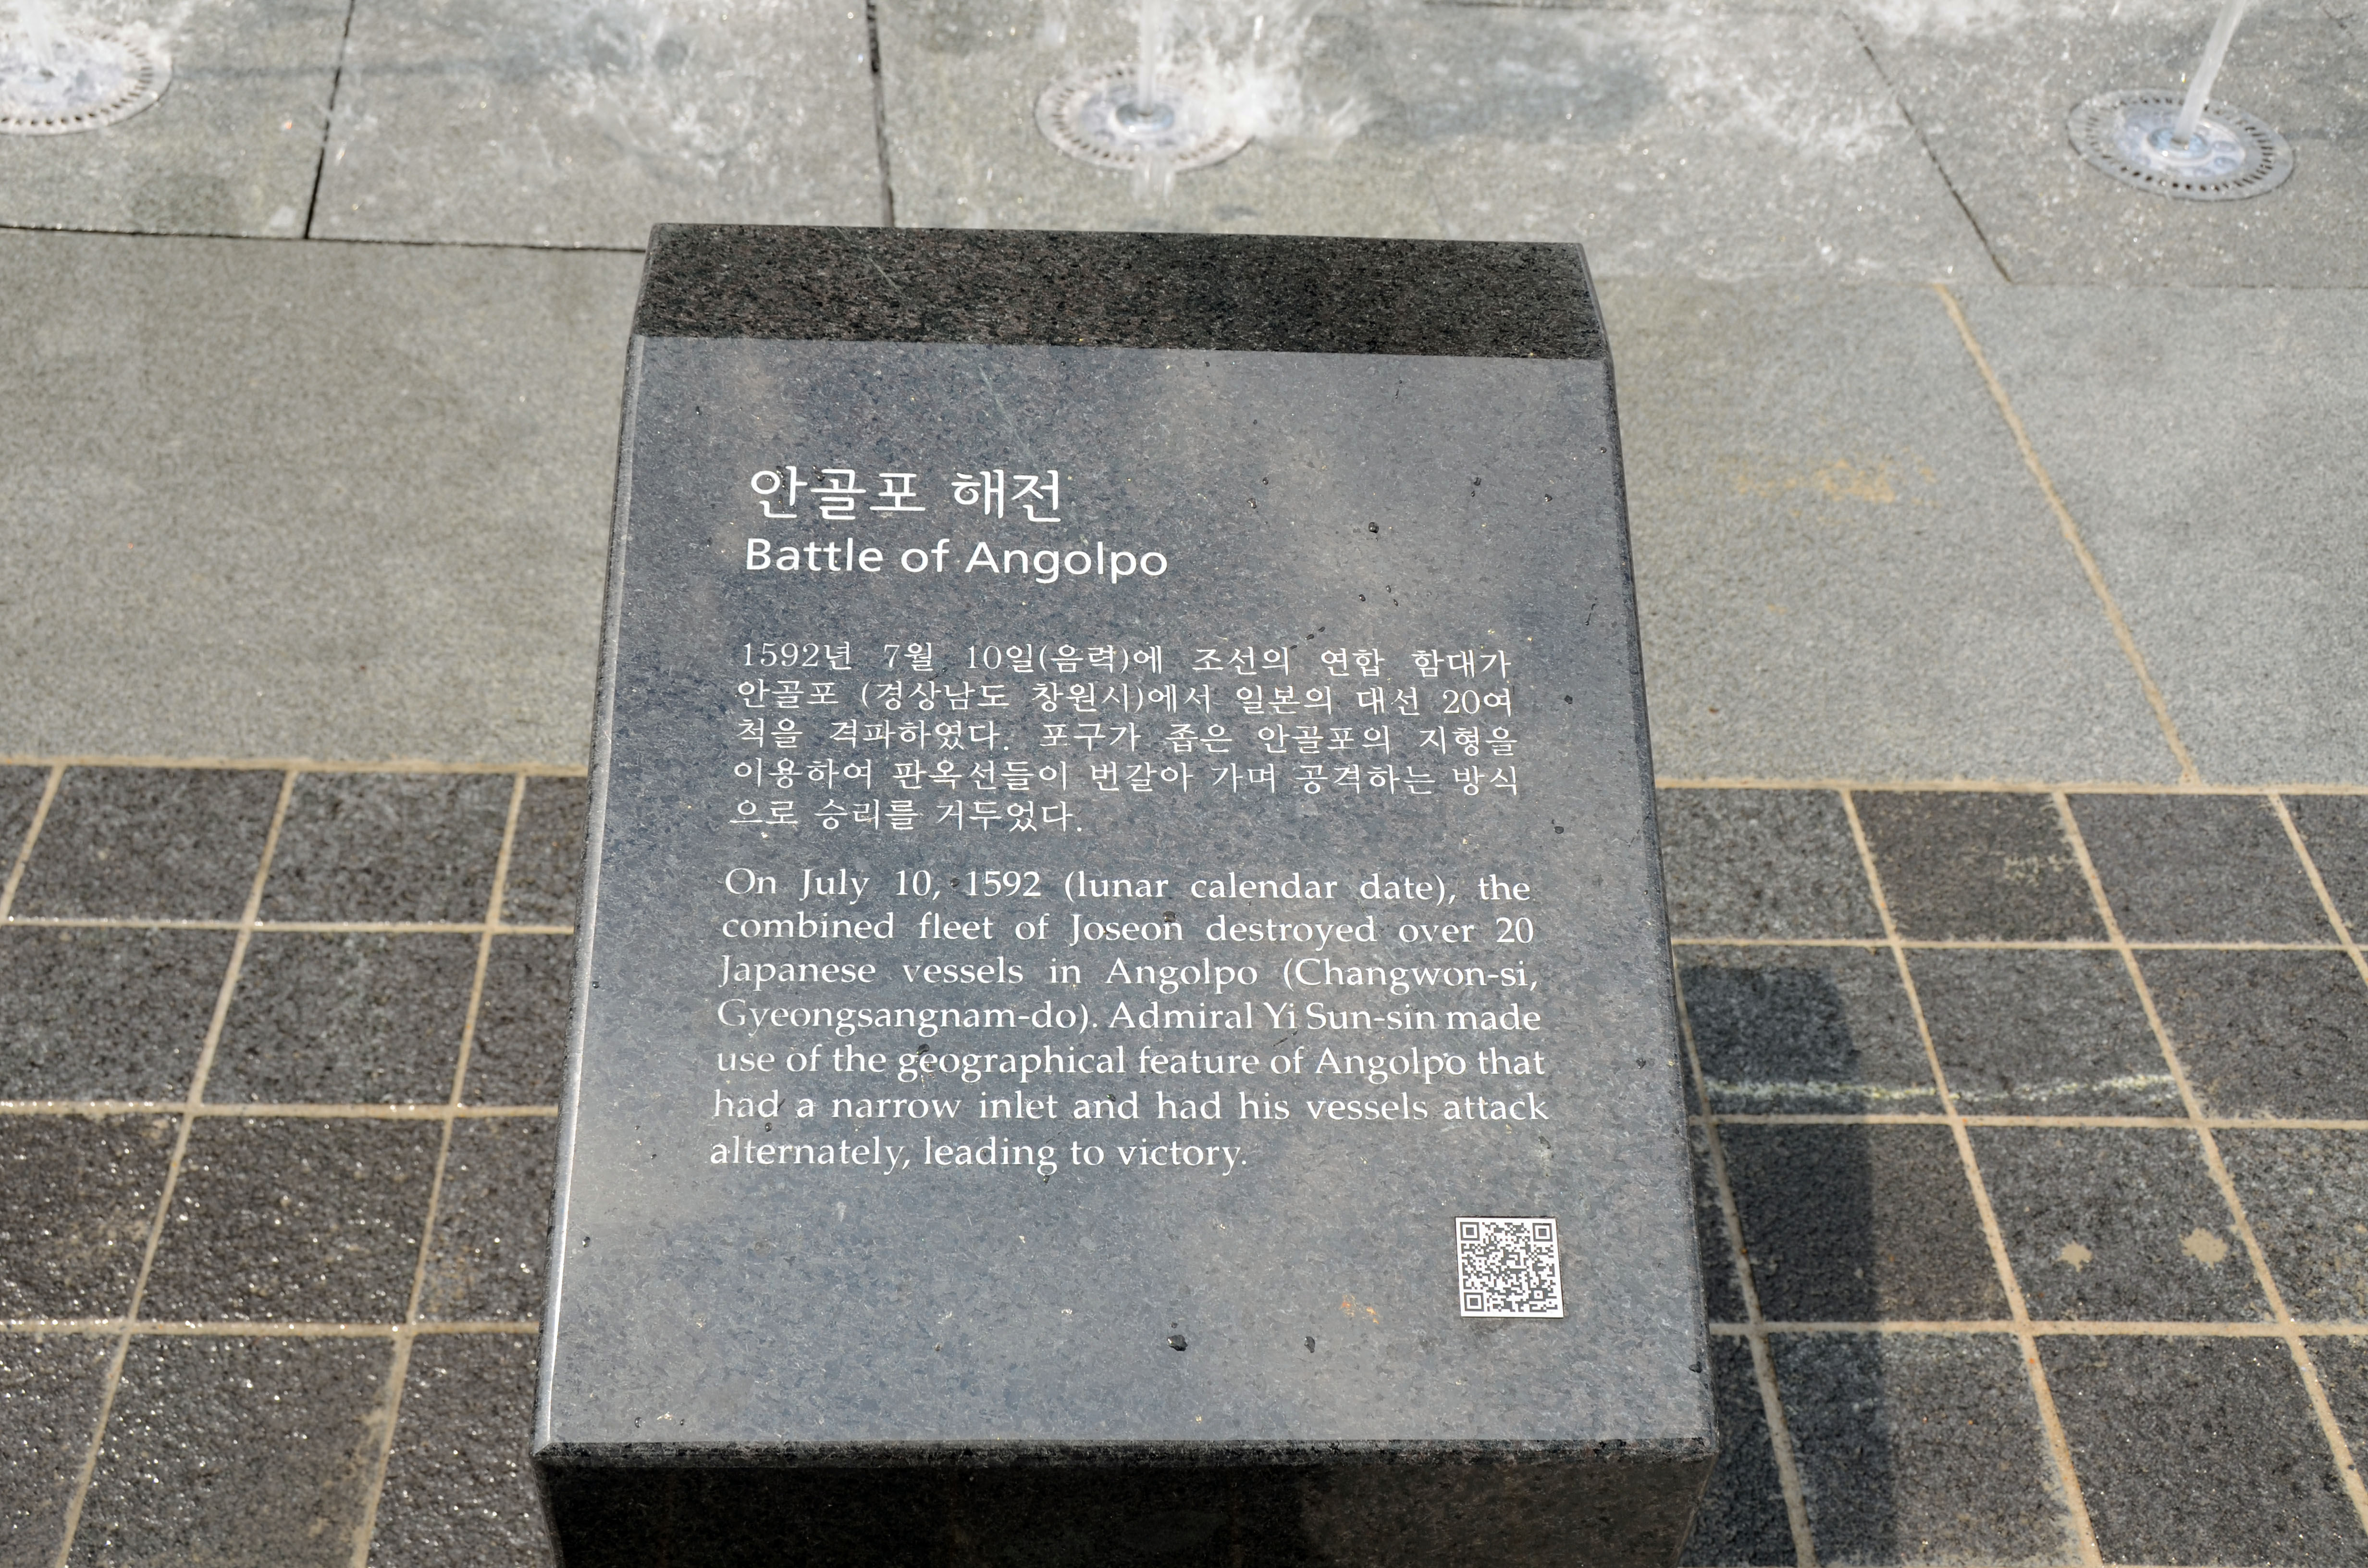 안골포 해전
Battle of Angolpo
1592년 7월 10일(음력)에 조선의 연합 함대가
안골포 (경상남도 창원시)에서 일본의 대선 20여
척을 격파하였다. 포구가 좁은 안골포의 지형을
이용하여 판옥선들이 번갈아 가며 공격하는 방식
으로 승리를 거두었다.
On July 10, 1592 (lunar calendar date), the
combined fleet of Joseon destroyed over 20
Japanese vessels in Angolpo (Changwon-si,
Gyeongsangnam-do). Admiral Yi Sun-sin made
use of the geographical feature of Angolpo that
had a narrow inlet and had his vessels attack
alternately, leading to victory.